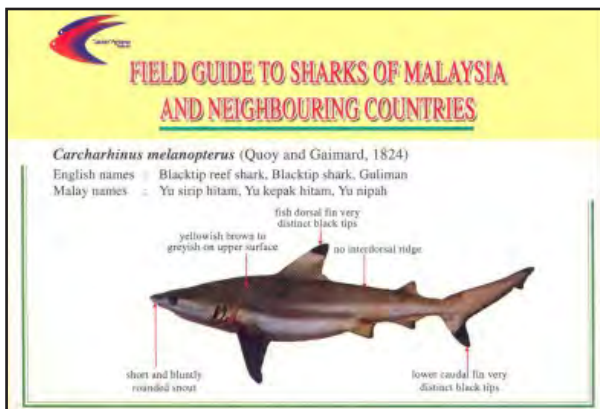 FIELD GUIDE TO SHARKS OF MALAYSIA
AND NEIGHBOURING COUNTRIES
Carcharhinus melanopterus (Quoy and Gaimard, 1824)
English names : Blacktip reef shark, Blacktip shark, Guliman
Malay names : Yu sirip hitam, Yu kepak hitam, Yu nipah
fish dorsal fin very
distinct black tips
yellowish brown to
greyish on upper surface
no interdorsal ridge
short and bluntly
rounded snout
lower caudal fin very
distinct black tips